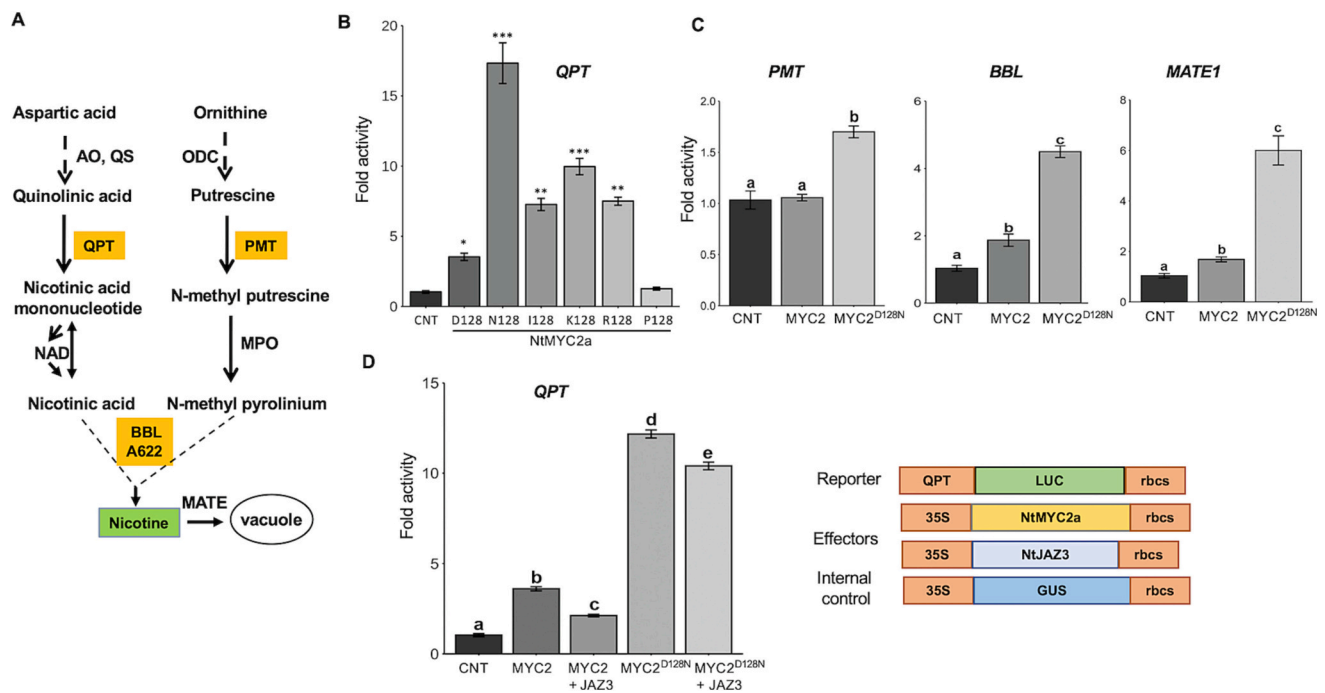 A
Aspartic acid
Ornithine
AO, QS
ODC
Quinolinic acid
Putrescine
QPT
PMT
Nicotinic acid
mononucleotide
N-methyl putrescine
NAD
MPO
Nicotinic acid
N-methyl pyrolinium
BBL
A622
Nicotine
MATE
vacuole
B
QPT
Fold activity
20
15
10
5
0
*
***
**
***
**
CNT
D128
N128
I128
K128
R128
P128
NtMYC2a
C
PMT
Fold activity
2.0
1.5
1.0
0.5
0.0
a
a
b
CNT
MYC2
MYC2D128N
BBL
6
4
2
0
a
b
c
CNT
MYC2
MYC2D128N
MATE1
8
6
4
2
0
a
b
c
CNT
MYC2
MYC2D128N
D
QPT
Fold activity
15
10
5
0
a
b
c
d
e
CNT
MYC2
MYC2
+ JAZ3
MYC2D128N
MYC2D128N
+ JAZ3
Reporter
QPT
LUC
rbcs
Effectors
35S
NtMYC2a
rbcs
35S
NtJAZ3
rbcs
Internal
control
35S
GUS
rbcs